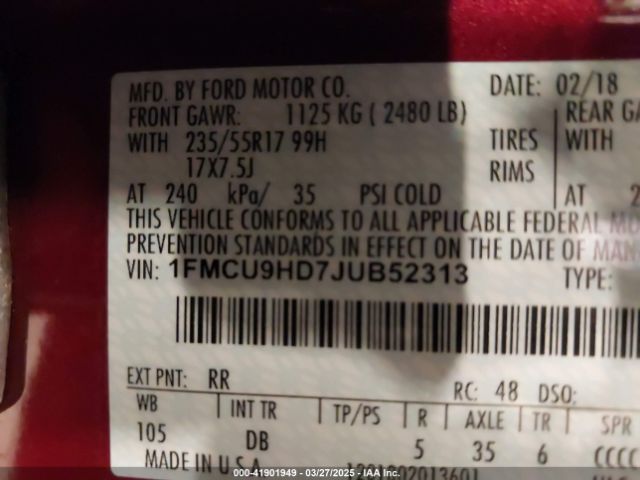 MFD. BY FORD MOTOR CO. DATE: 02/18
FRONT GAWR: 1125 KG ( 2480 LB) REAR
WITH 235/55R17 99H TIRES WITH
17X7.5J RIMS
AT 240 kPa/ 35 PSI COLD AT
THIS VEHICLE CONFORMS TO ALL APPLICABLE FEDERAL
PREVENTION STANDARDS IN EFFECT ON THE DATE OF
VIN: 1FMCU9HD7JUB52313 TYPE:
EXT PNT: RR RC: 48 DSO:
WB INT TR TP/PS R AXLE TR SPR
105 DB 5 35 6 CCCC
MADE IN U.S.A.
000-41901949 - 03/27/2025 - IAAI.com